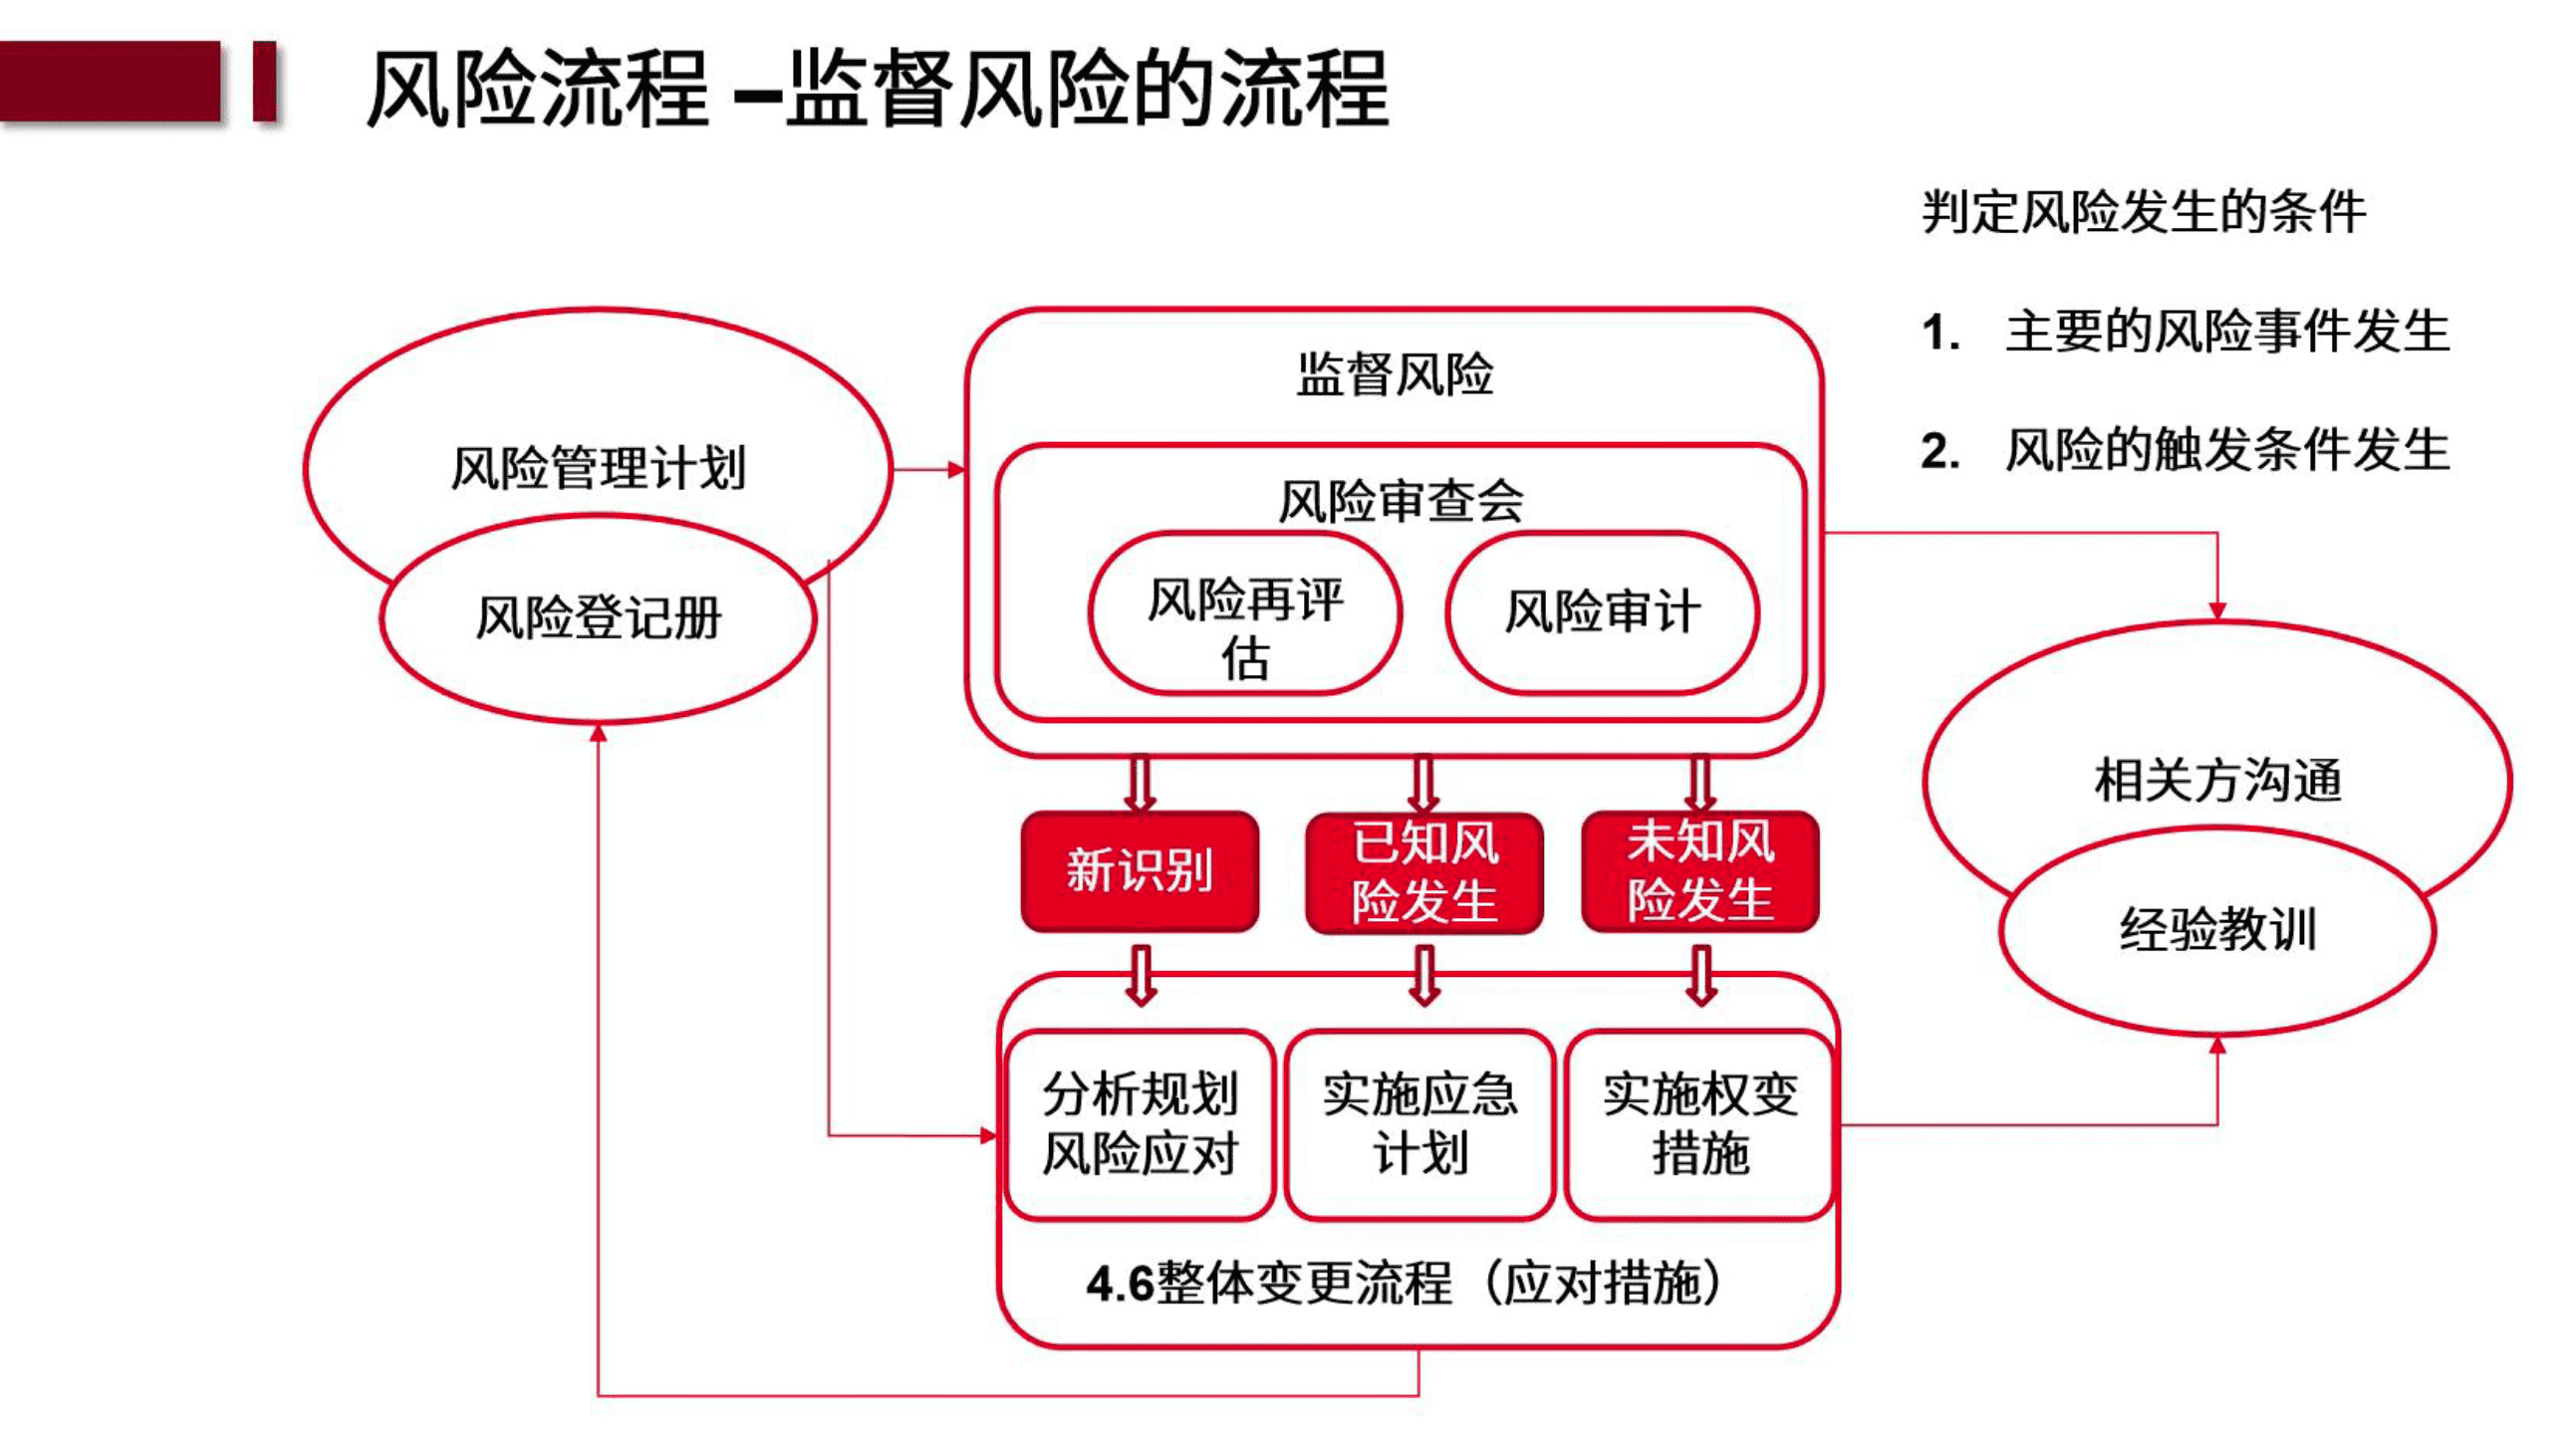 风险流程 –监督风险的流程
判定风险发生的条件
1. 主要的风险事件发生
2. 风险的触发条件发生
风险管理计划
风险登记册
监督风险
风险审查会
风险再评
估
风险审计
新识别
已知风
险发生
未知风
险发生
分析规划
风险应对
实施应急
计划
实施权变
措施
4.6整体变更流程（应对措施）
相关方沟通
经验教训